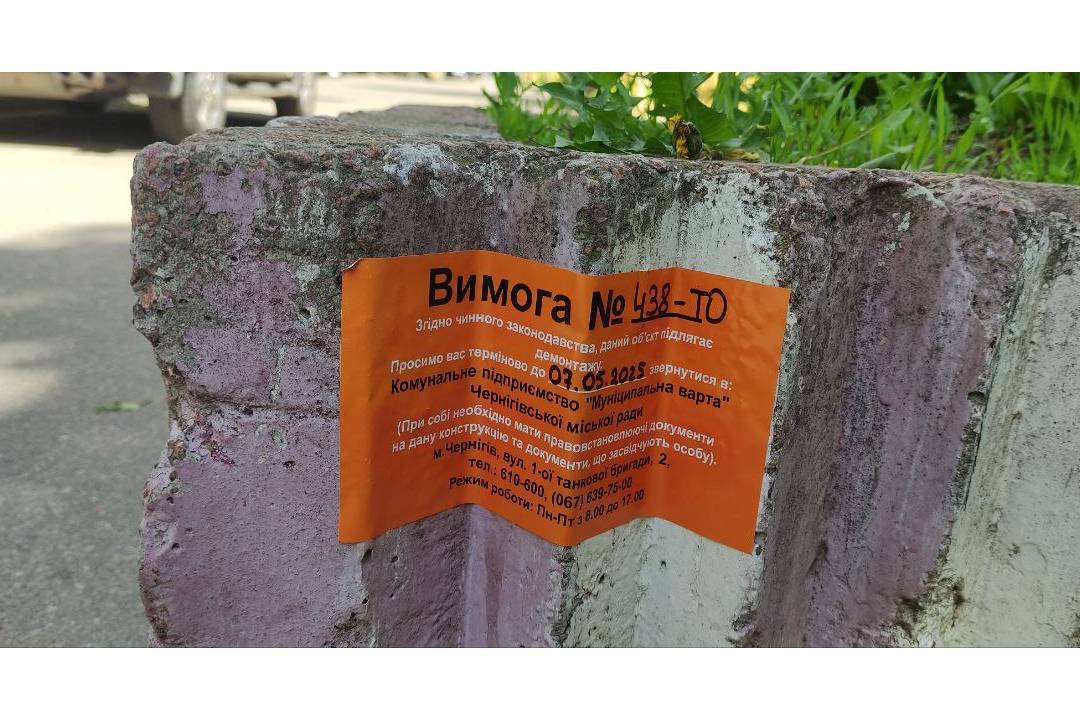 Вимога № 438-ТО
Згідно чинного законодавства, даний об'єкт підлягає
демонтажу.
Просимо вас терміново до 07.05.2025 звернутися в:
Комунальне підприємство "Муніципальна варта"
Чернігівської міської ради
(При собі необхідно мати правовстановлюючі документи
на дану конструкцію та документи, що засвідчують особу).
м. Чернігів, вул. 1-ої танкової бригади, 2,
тел.: 610-600, (067) 639-75-00
Режим роботи: Пн-Пт з 8.00 до 17.00